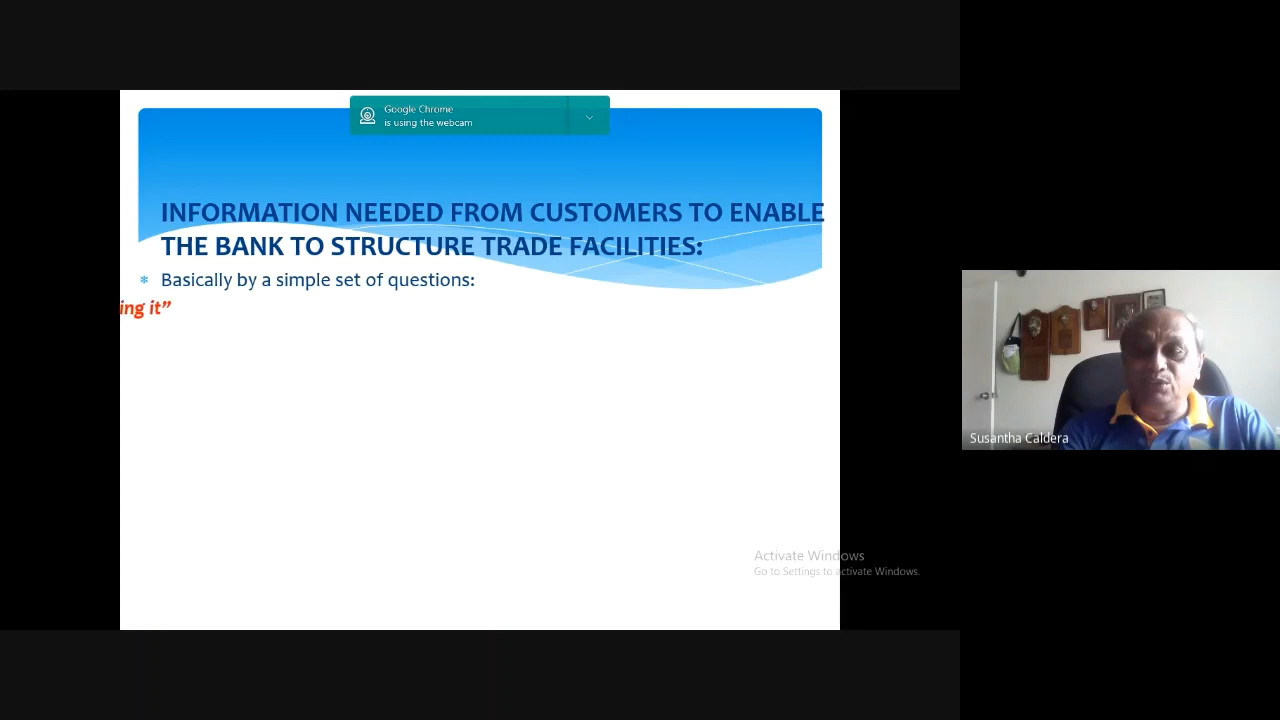 Google Chrome
is using the webcam
INFORMATION NEEDED FROM CUSTOMERS TO ENABLE
THE BANK TO STRUCTURE TRADE FACILITIES:
Basically by a simple set of questions:
ing it”
Susantha Caldera
Activate Windows
Go to Settings to activate Windows.